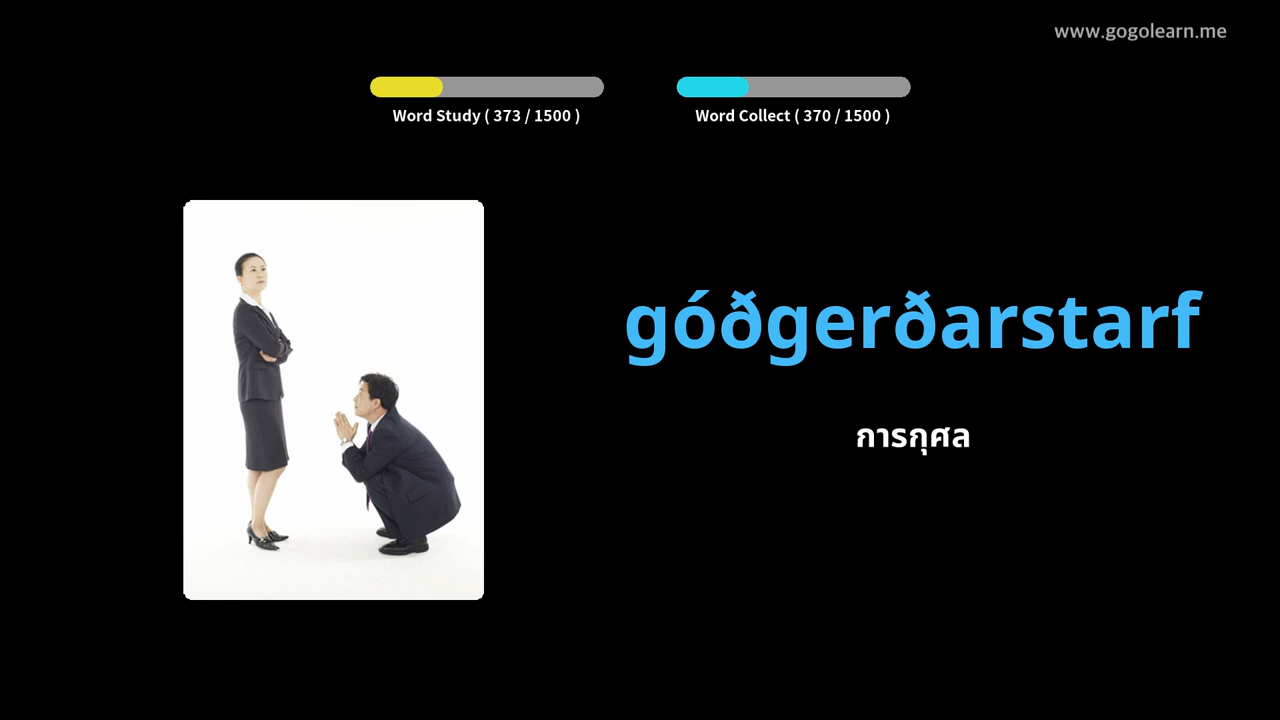 www.gogolearn.me
Word Study ( 373 / 1500 )
Word Collect ( 370 / 1500 )
góðgerðarstarf
การกุศล